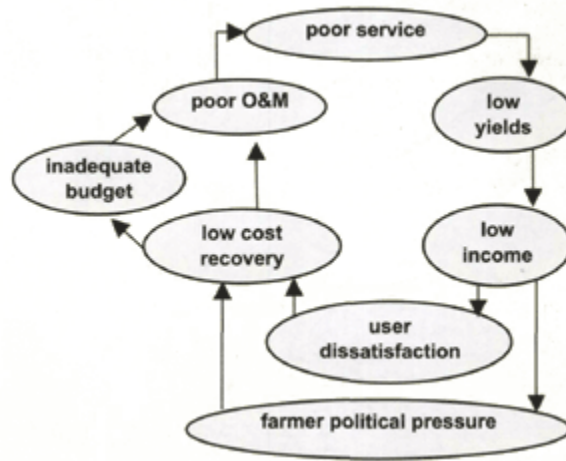 poor service
poor O&M
low
yields
inadequate
budget
low cost
recovery
low
income
user
dissatisfaction
farmer political pressure